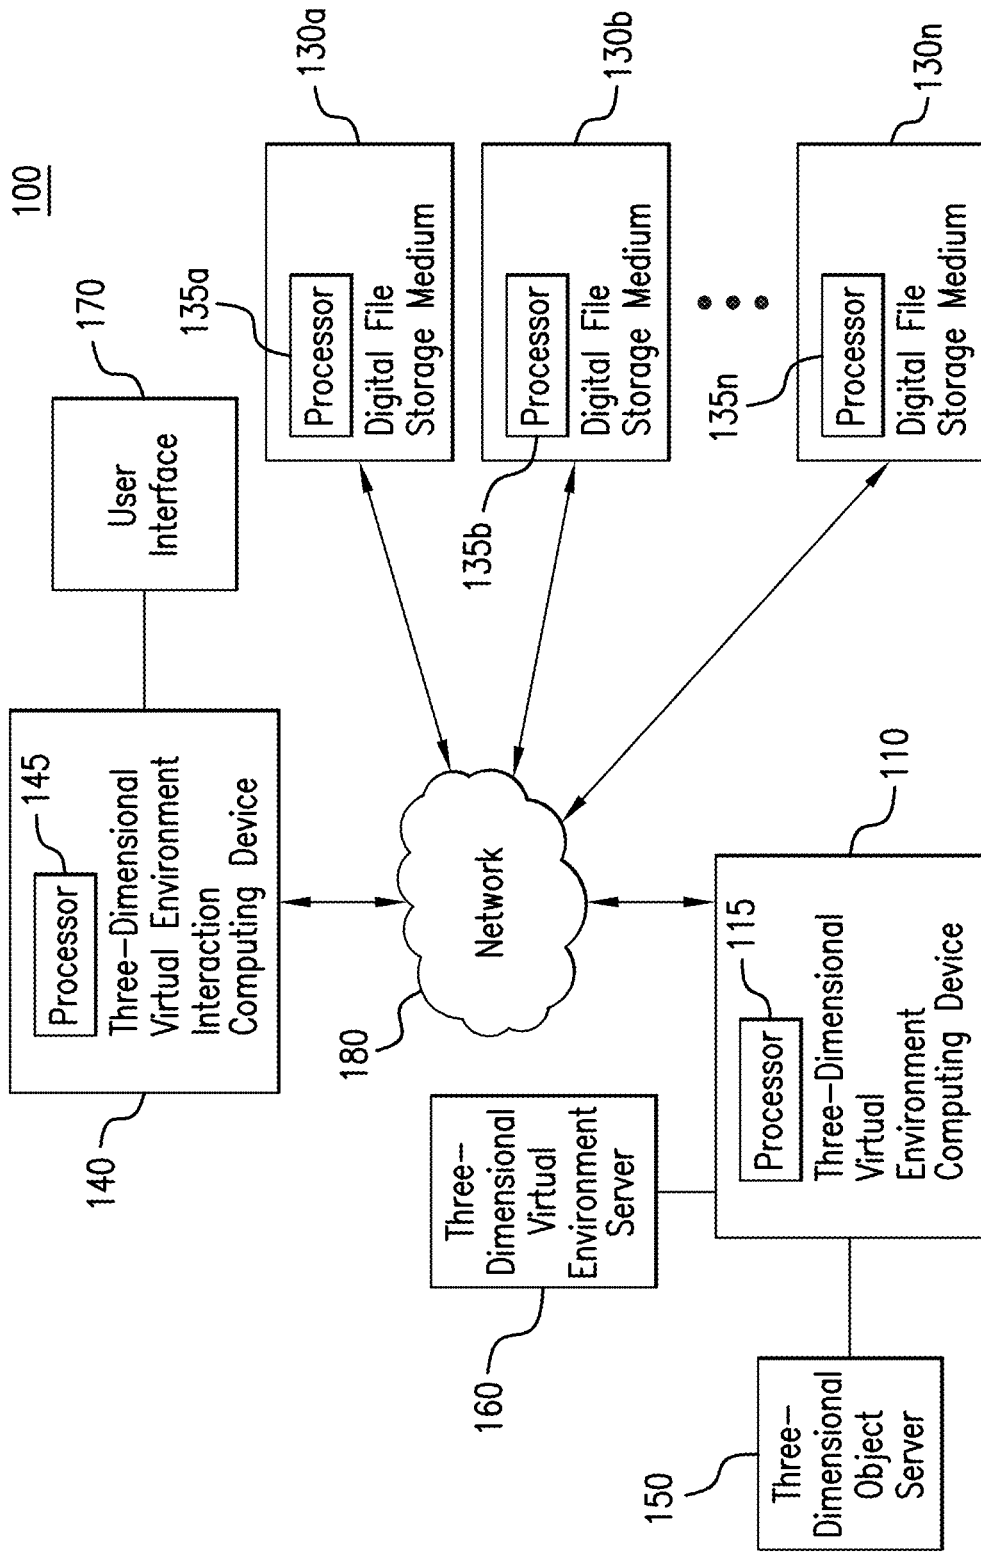 100
140
Processor
145
Three-Dimensional
Virtual Environment
Interaction
Computing Device
User
Interface
170
180
Network
135a
Processor
Digital File
Storage Medium
130a
135b
Processor
Digital File
Storage Medium
130b
135n
Processor
Digital File
Storage Medium
130n
160
Three-
Dimensional
Virtual
Environment
Server
110
Processor
115
Three-Dimensional
Virtual
Environment
Computing Device
150
Three-
Dimensional
Object
Server